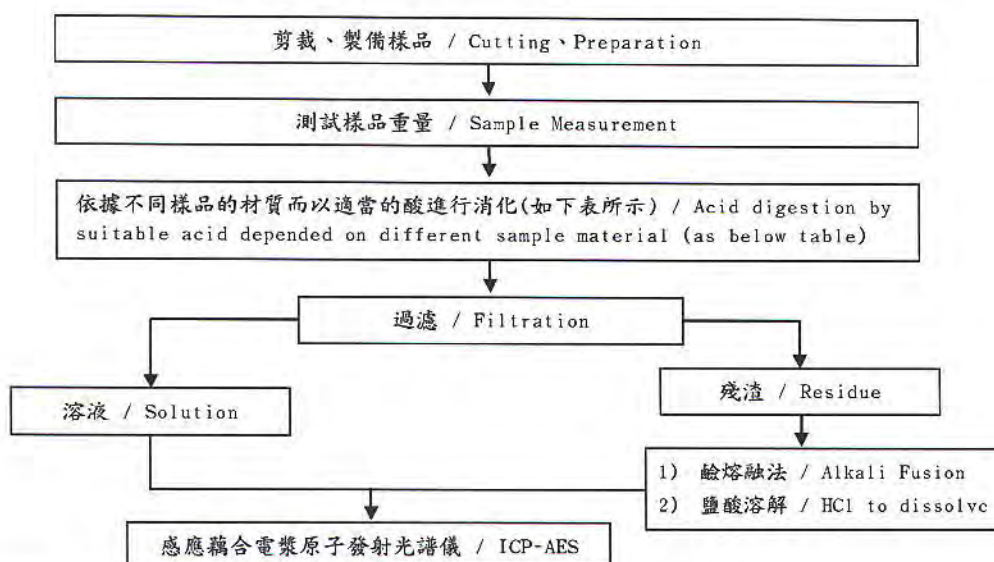 剪裁、製備樣品 / Cutting、Preparation
測試樣品重量 / Sample Measurement
依據不同樣品的材質而以適當的酸進行消化(如下表所示) / Acid digestion by
suitable acid depended on different sample material (as below table)
過濾 / Filtration
溶液 / Solution
殘渣 / Residue
1) 鹼熔融法 / Alkali Fusion
2) 鹽酸溶解 / HCl to dissolve
感應藕合電漿原子發射光譜儀 / ICP-AES